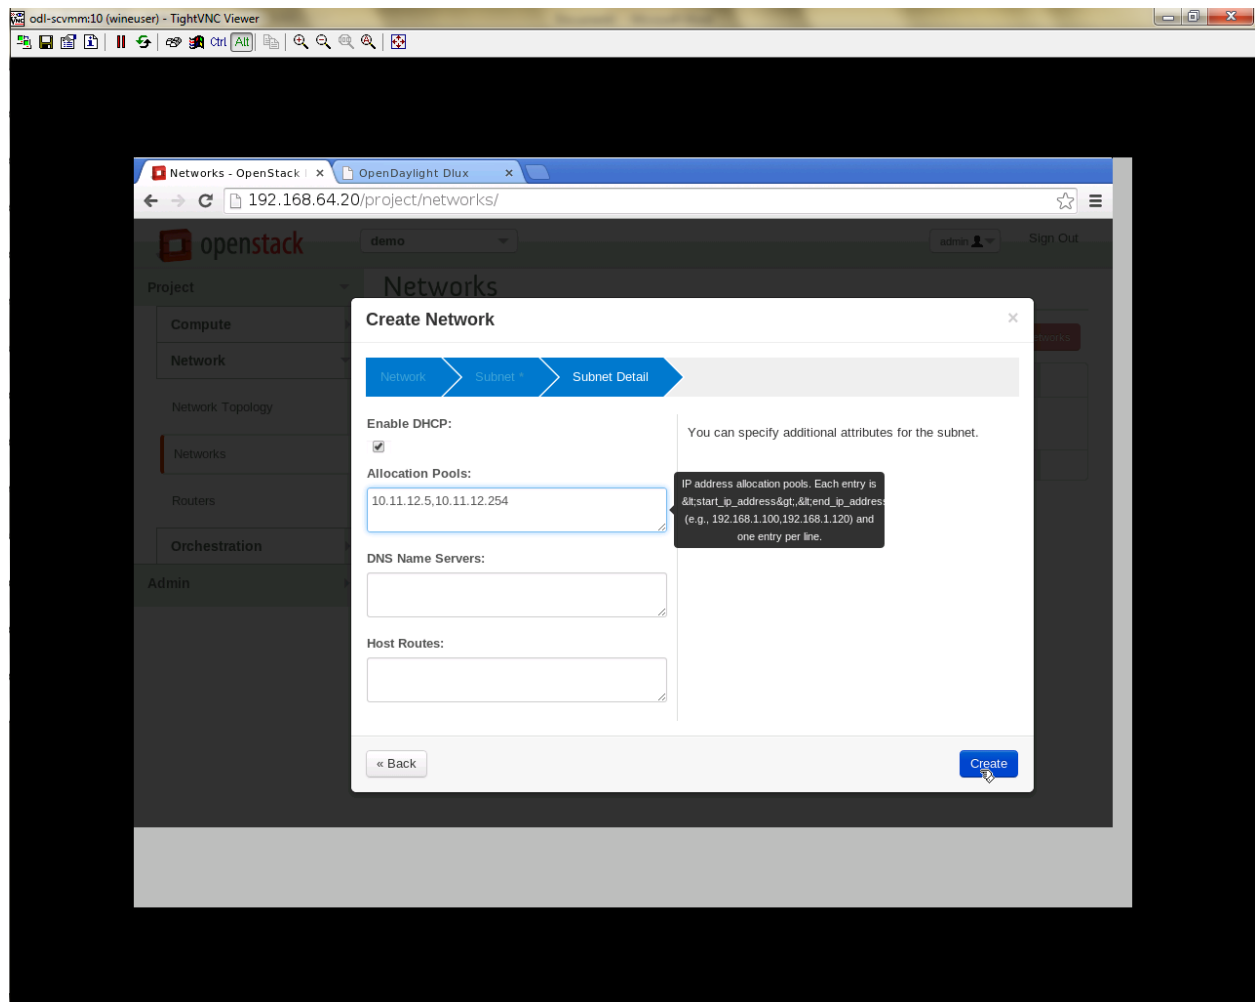 odl-scvmm:10 (wineuser) - TightVNC Viewer
Ctrl Alt
Networks - OpenStack × OpenDaylight Dlux ×
192.168.64.20/project/networks/
openstack demo admin Sign Out
Project
Networks
Compute
Network
Network Topology
Networks
Routers
Orchestration
Admin
Create Network ×
Network Subnet * Subnet Detail
Enable DHCP:
You can specify additional attributes for the subnet.
Allocation Pools:
10.11.12.5,10.11.12.254
IP address allocation pools. Each entry is
&lt;start_ip_address&gt;,&lt;end_ip_address
(e.g., 192.168.1.100,192.168.1.120) and
one entry per line.
DNS Name Servers:
Host Routes:
« Back
Create